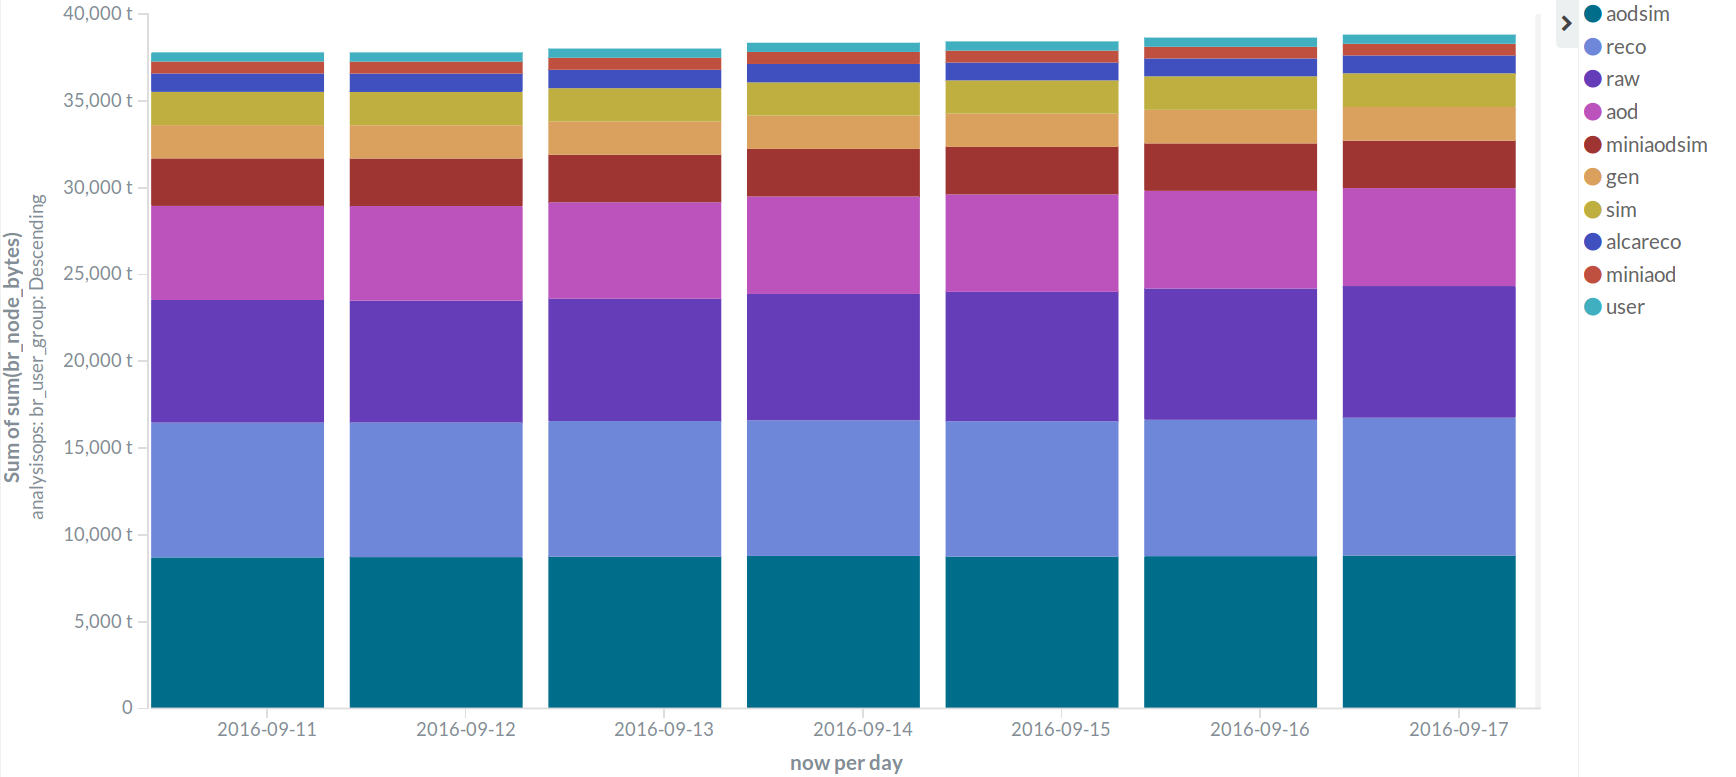 40,000 t
35,000 t
30,000 t
25,000 t
20,000 t
15,000 t
10,000 t
5,000 t
0
Sum of sum(br_node_bytes)
analysisops: br_user_group: Descending
2016-09-11
2016-09-12
2016-09-13
2016-09-14
2016-09-15
2016-09-16
2016-09-17
now per day
aodsim
reco
raw
aod
miniaodsim
gen
sim
alcareco
miniaod
user